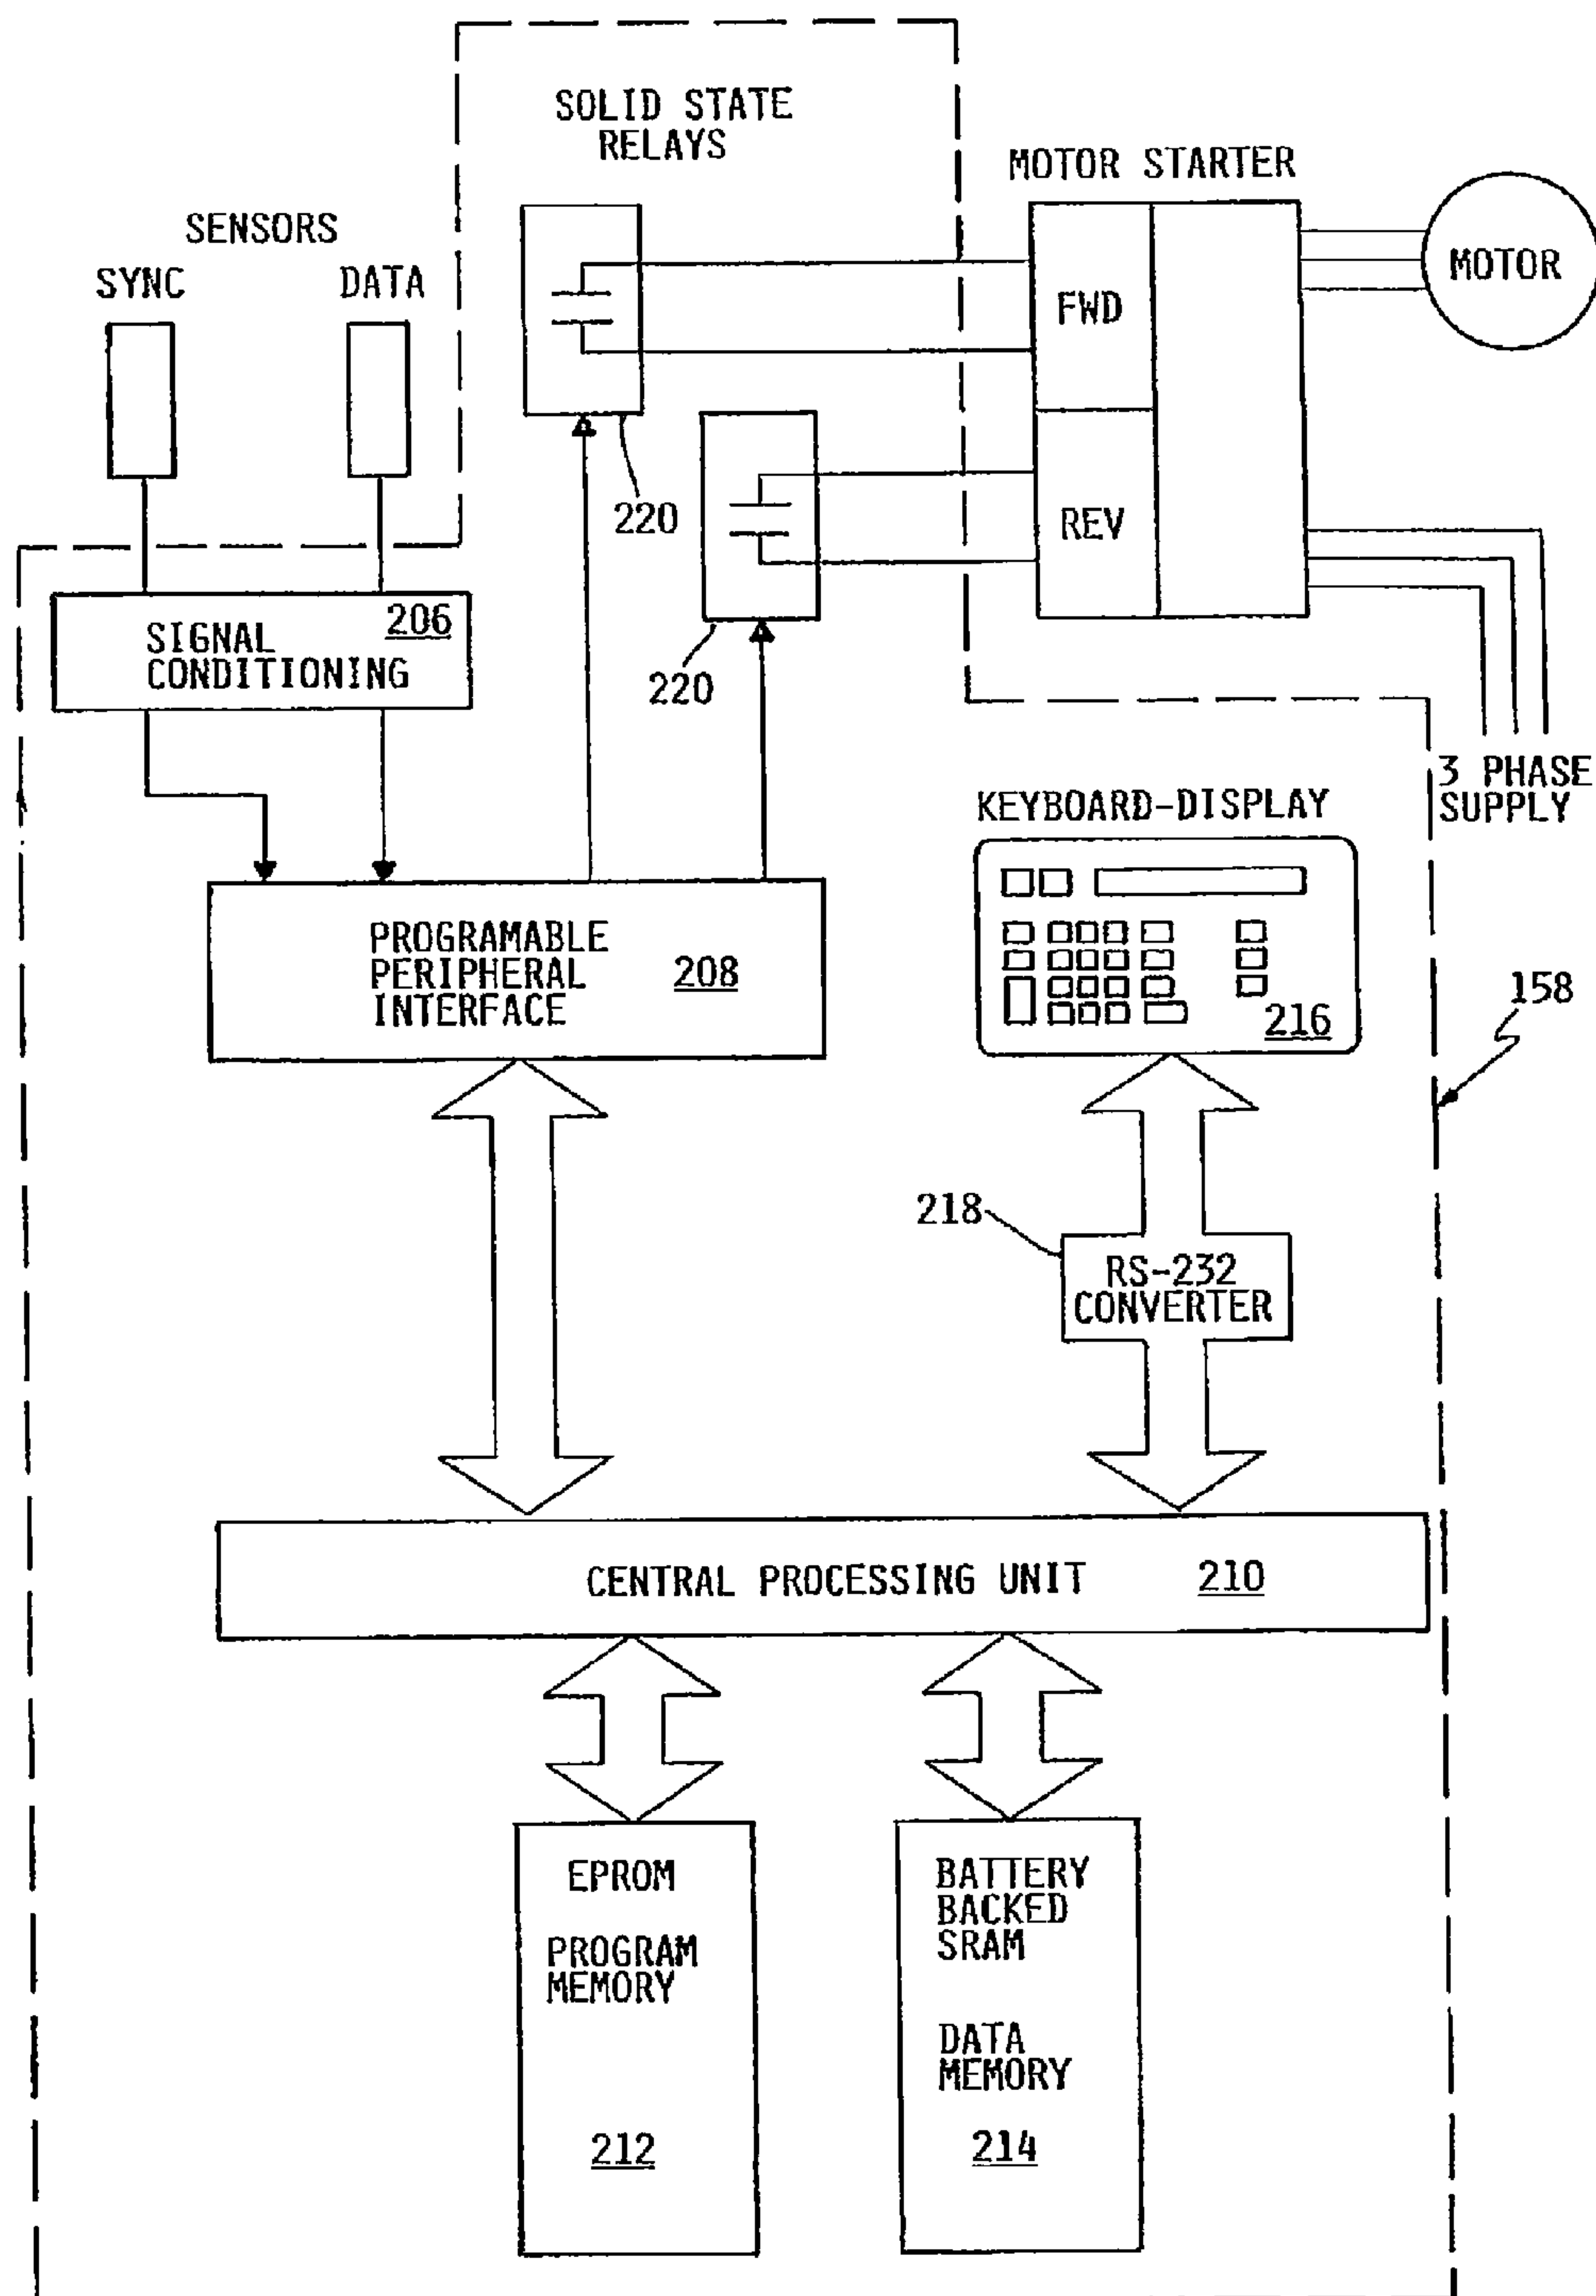 SOLID STATE
RELAYS
MOTOR STARTER
SENSORS
SYNC
DATA
MOTOR
FWD
REV
220
220
206
SIGNAL
CONDITIONING
3 PHASE
SUPPLY
KEYBOARD-DISPLAY
PROGRAMABLE
PERIPHERAL
INTERFACE
208
216
158
218
RS-232
CONVERTER
CENTRAL PROCESSING UNIT 210
EPROM
PROGRAM
MEMORY
212
BATTERY
BACKED
SRAM
DATA
MEMORY
214